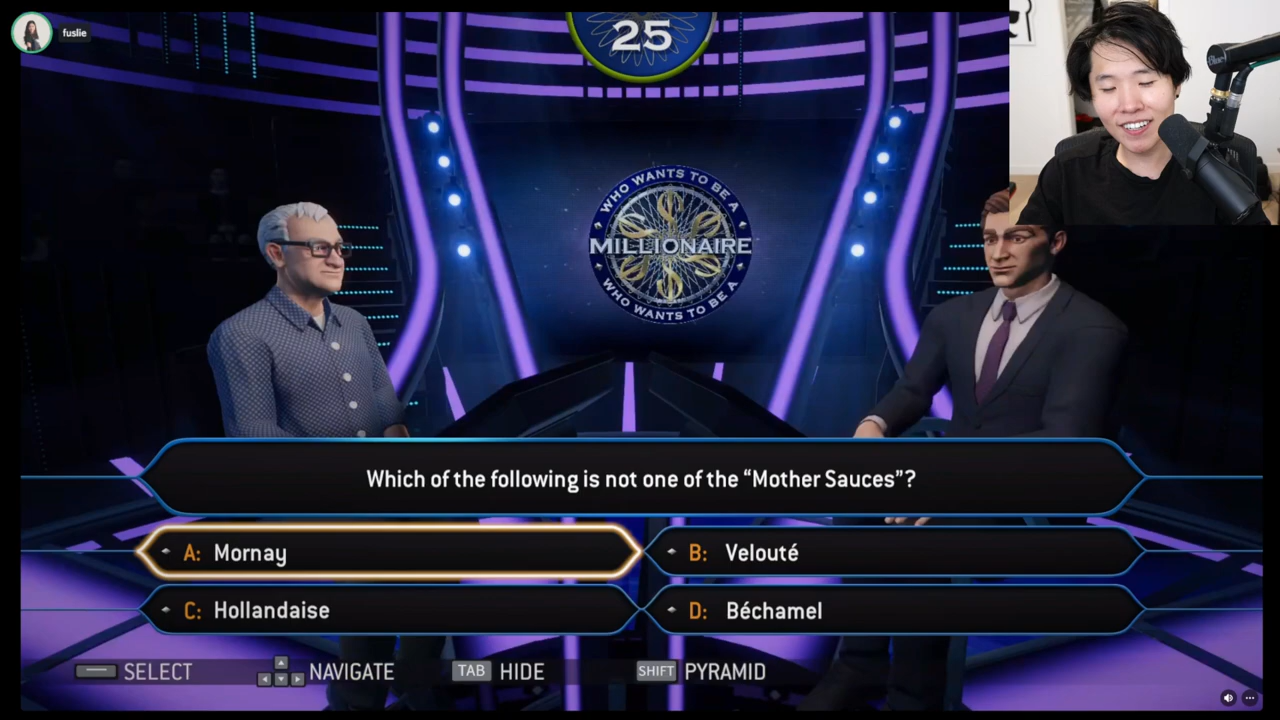 fuslie
25
WHO WANTS TO BE A
MILLIONAIRE
WHO WANTS TO BE A
Which of the following is not one of the “Mother Sauces”?
A: Mornay
B: Velouté
C: Hollandaise
D: Béchamel
SELECT
NAVIGATE
TAB HIDE
SHIFT PYRAMID